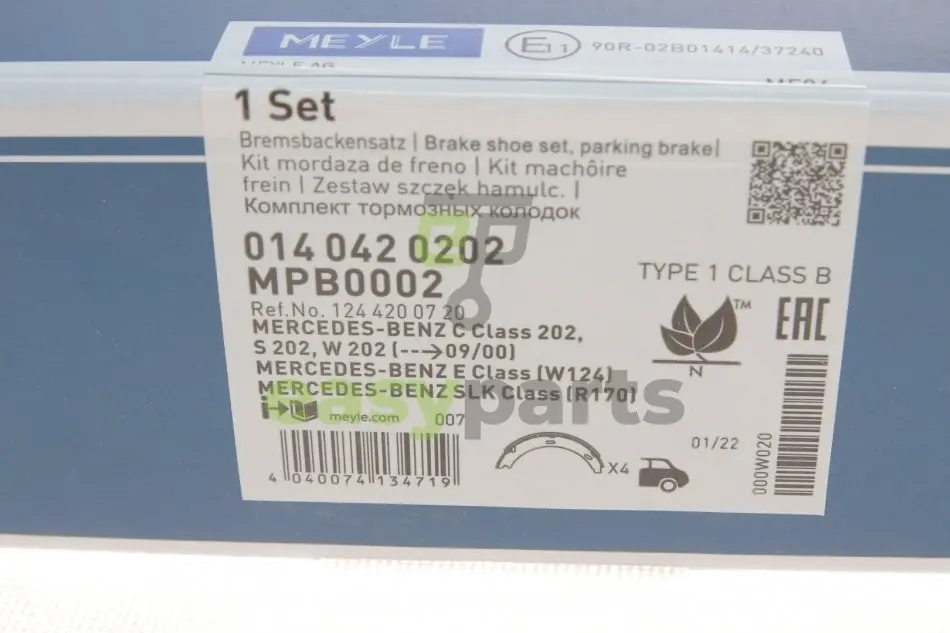 MEYLE
E1
90R-02B01414/37240
1 Set
Bremsbackensatz | Brake shoe set, parking brake|
Kit mordaza de freno | Kit machôire
frein | Zestaw szczęk hamulc. |
Комплект тормозных колодок
014 042 0202
MPB0002
Ref.No. 124 420 07 20
MERCEDES-BENZ C Class 202,
S 202, W 202 (--->09/00)
MERCEDES-BENZ E Class (W124)
MERCEDES-BENZ SLK Class (R170)
TYPE 1 CLASS B
TM
N
EAC
meyle.com
007
easyparts
4 040074 134719
X4
01/22
000W020